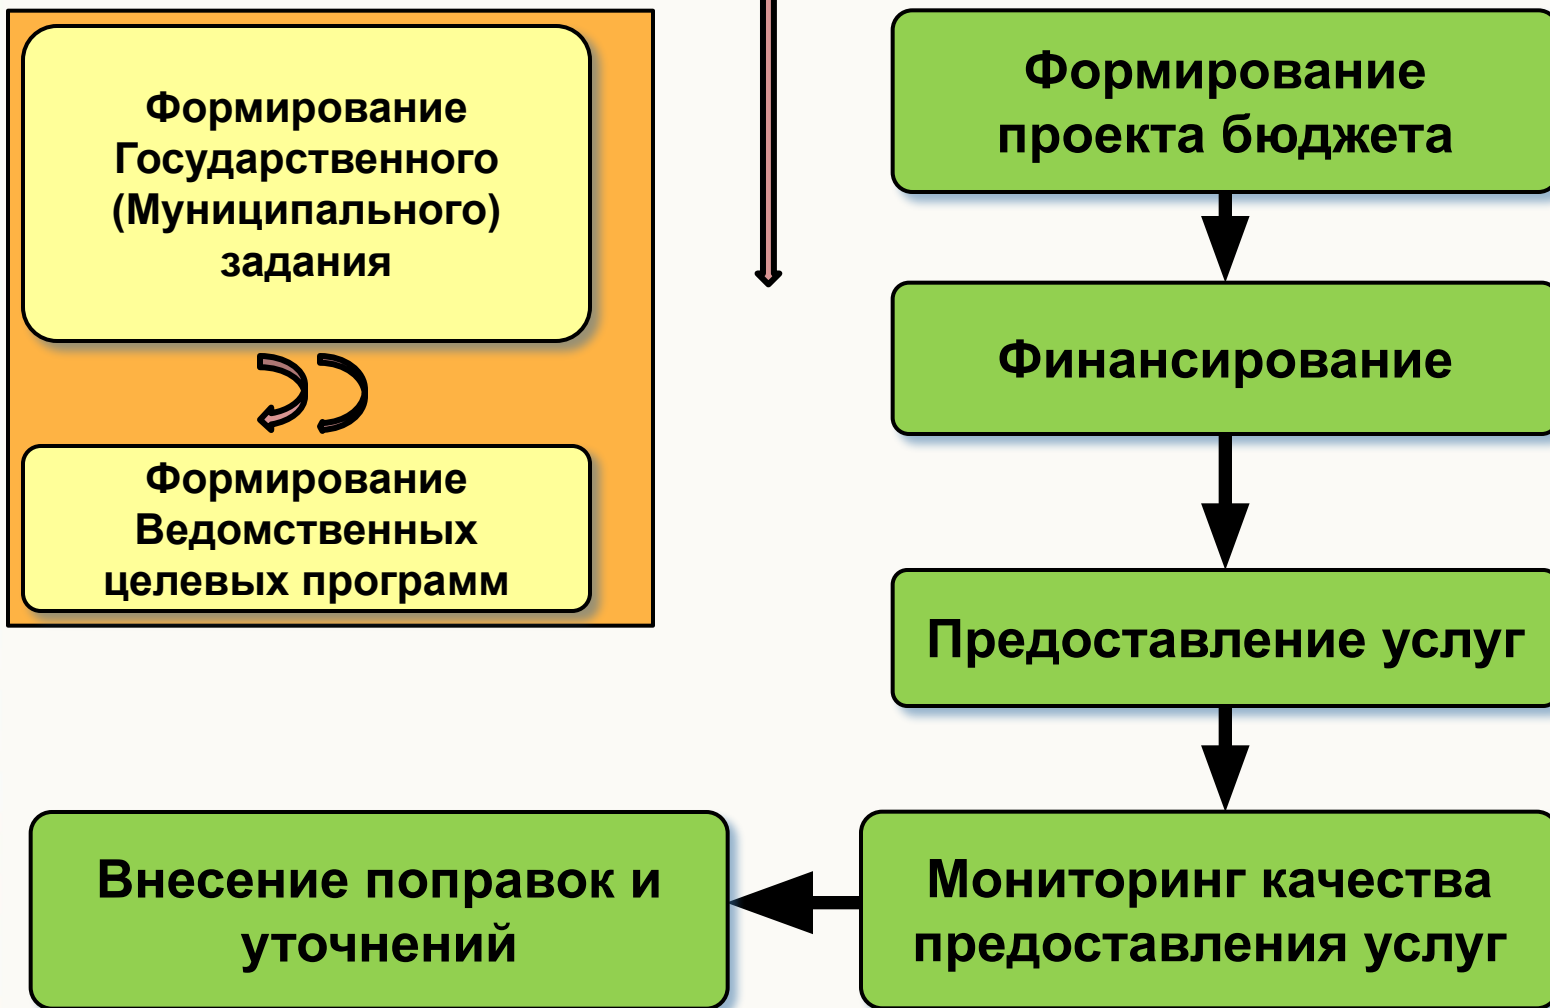 Формирование
Государственного
(Муниципального)
задания
Формирование
Ведомственных
целевых программ
Формирование
проекта бюджета
Финансирование
Предоставление услуг
Мониторинг качества
предоставления услуг
Внесение поправок и
уточнений